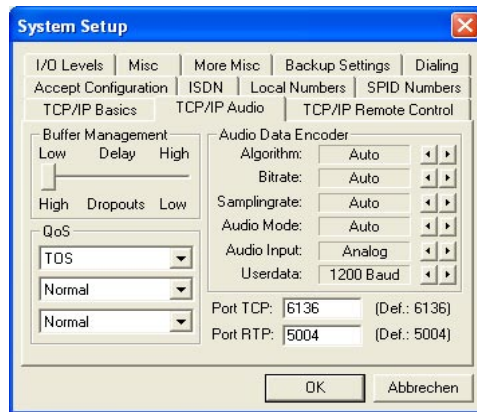 System Setup
I/O Levels Misc More Misc Backup Settings Dialing
Accept Configuration ISDN Local Numbers SPID Numbers
TCP/IP Basics TCP/IP Audio TCP/IP Remote Control
Buffer Management
Low Delay High
High Dropouts Low
QoS
TOS
Normal
Normal
Audio Data Encoder
Algorithm: Auto
Bitrate: Auto
Samplingrate: Auto
Audio Mode: Auto
Audio Input: Analog
Userdata: 1200 Baud
Port TCP: 6136 (Def.: 6136)
Port RTP: 5004 (Def.: 5004)
OK Abbrechen